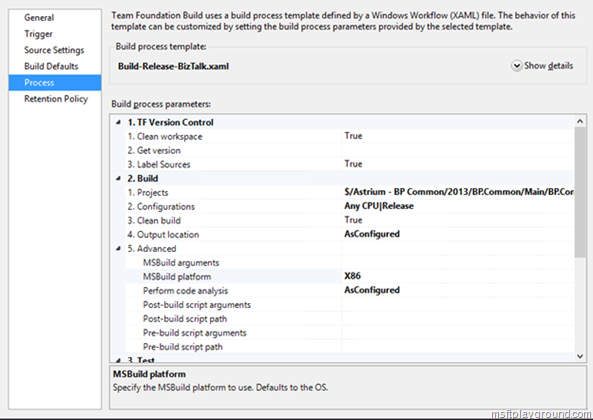 General
Trigger
Source Settings
Build Defaults
Process
Retention Policy
Team Foundation Build uses a build process template defined by a Windows Workflow (XAML) file. The behavior of this
template can be customized by setting the build process parameters provided by the selected template.
Build process template:
Build-Release-BizTalk.xaml
Show details
Build process parameters:
1. TF Version Control
1. Clean workspace True
2. Get version
3. Label Sources True
2. Build
1. Projects $/Astrium - BP Common/2013/BP.Common/Main/BP.Con
2. Configurations Any CPU|Release
3. Clean build True
4. Output location AsConfigured
5. Advanced
MSBuild arguments
MSBuild platform X86
Perform code analysis AsConfigured
Post-build script arguments
Post-build script path
Pre-build script arguments
Pre-build script path
3. Test
MSBuild platform
Specify the MSBuild platform to use. Defaults to the OS.
msftplayground.com